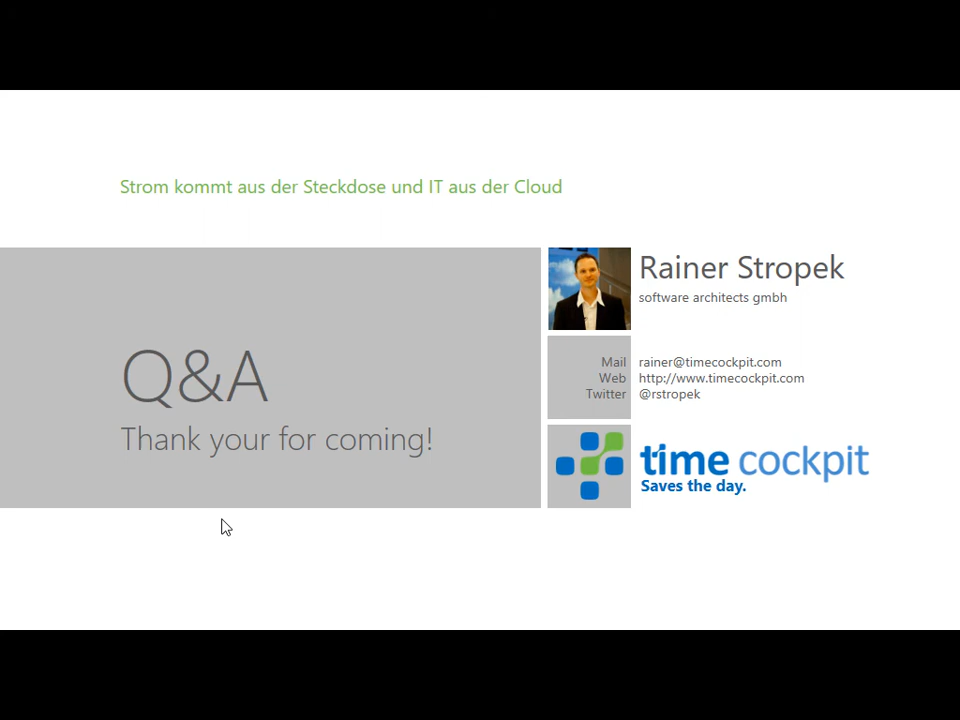 Strom kommt aus der Steckdose und IT aus der Cloud
Q&A
Thank your for coming!
Rainer Stropek
software architects gmbh
Mail rainer@timecockpit.com
Web http://www.timecockpit.com
Twitter @rstropek
time cockpit
Saves the day.